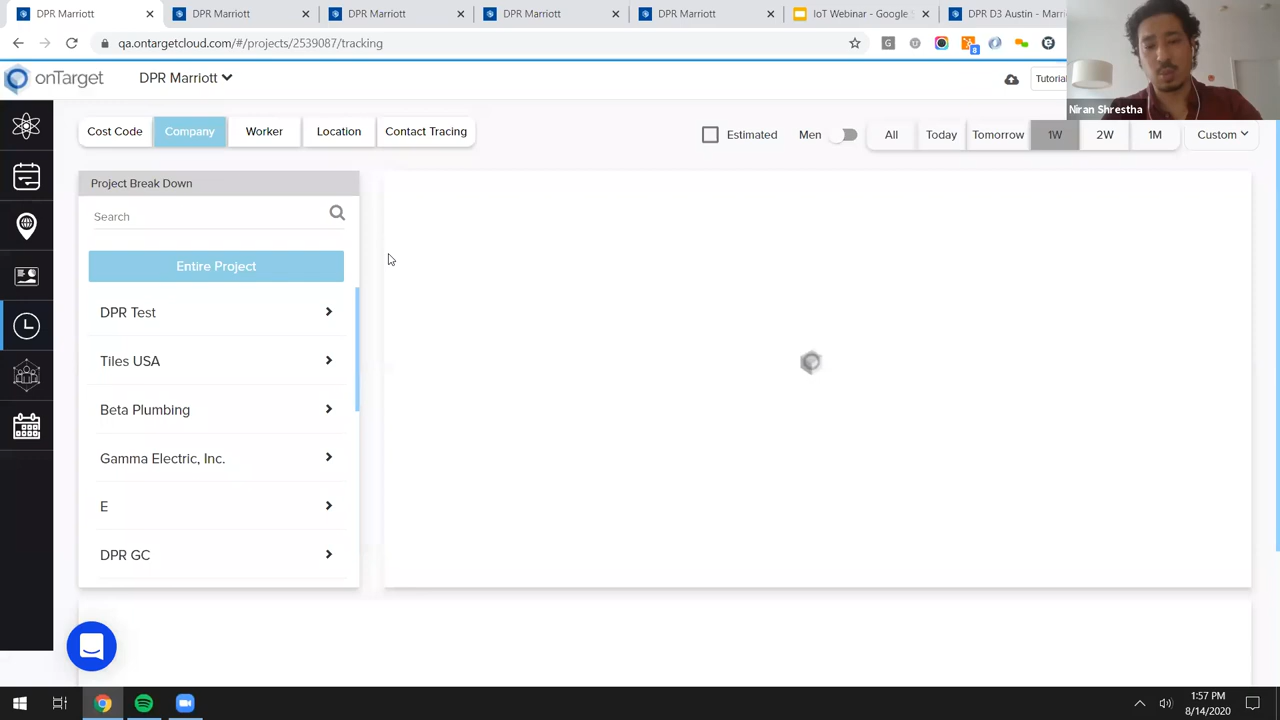 DPR Marriott
DPR Marriott
DPR Marriott
DPR Marriott
DPR Marriott
IoT Webinar - Google
DPR D3 Austin - Marri
qa.ontargetcloud.com/#/projects/2539087/tracking
8
onTarget
DPR Marriott
Tutorial
Niran Shrestha
Cost Code
Company
Worker
Location
Contact Tracing
Estimated
Men
All
Today
Tomorrow
1W
2W
1M
Custom
Project Break Down
Search
Entire Project
DPR Test
Tiles USA
Beta Plumbing
Gamma Electric, Inc.
E
DPR GC
1:57 PM
8/14/2020